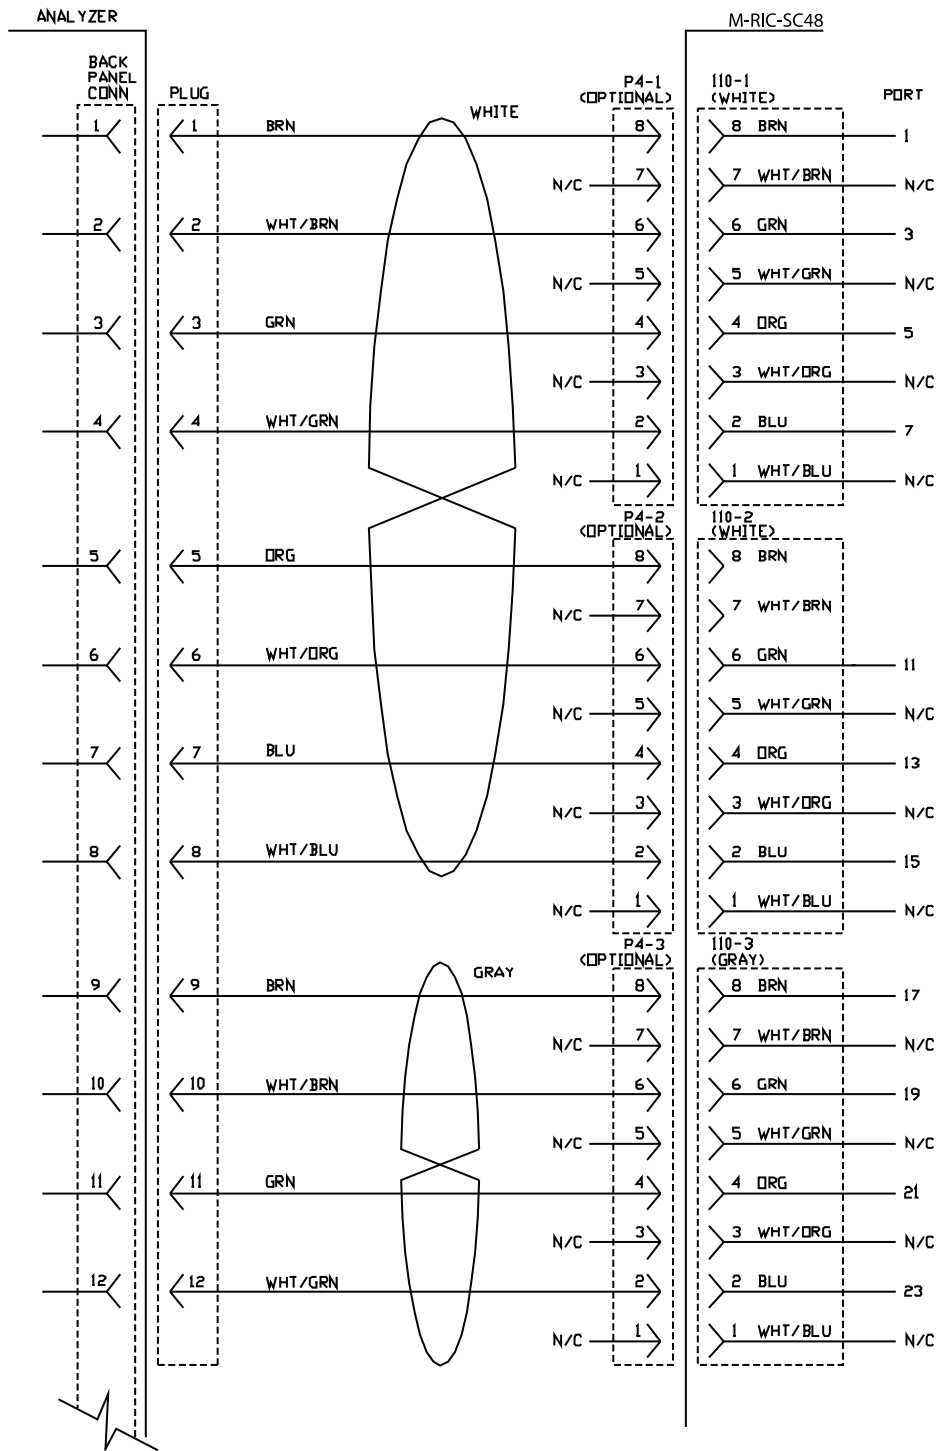 ANALYZER M-RIC-SC48
BACK PANEL CONN PLUG P4-1 (OPTIONAL) 110-1 (WHITE) PORT
WHITE
1 1 BRN 8 8 BRN 1
N/C 7 7 WHT/BRN N/C
2 2 WHT/BRN 6 6 GRN 3
N/C 5 5 WHT/GRN N/C
3 3 GRN 4 4 ORG 5
N/C 3 3 WHT/ORG N/C
4 4 WHT/GRN 2 2 BLU 7
N/C 1 1 WHT/BLU N/C
P4-2 (OPTIONAL) 110-2 (WHITE)
5 5 ORG 8 8 BRN
N/C 7 7 WHT/BRN
6 6 WHT/ORG 6 6 GRN 11
N/C 5 5 WHT/GRN N/C
7 7 BLU 4 4 ORG 13
N/C 3 3 WHT/ORG N/C
8 8 WHT/BLU 2 2 BLU 15
N/C 1 1 WHT/BLU N/C
P4-3 (OPTIONAL) 110-3 (GRAY)
GRAY
9 9 BRN 8 8 BRN 17
N/C 7 7 WHT/BRN N/C
10 10 WHT/BRN 6 6 GRN 19
N/C 5 5 WHT/GRN N/C
11 11 GRN 4 4 ORG 21
N/C 3 3 WHT/ORG N/C
12 12 WHT/GRN 2 2 BLU 23
N/C 1 1 WHT/BLU N/C